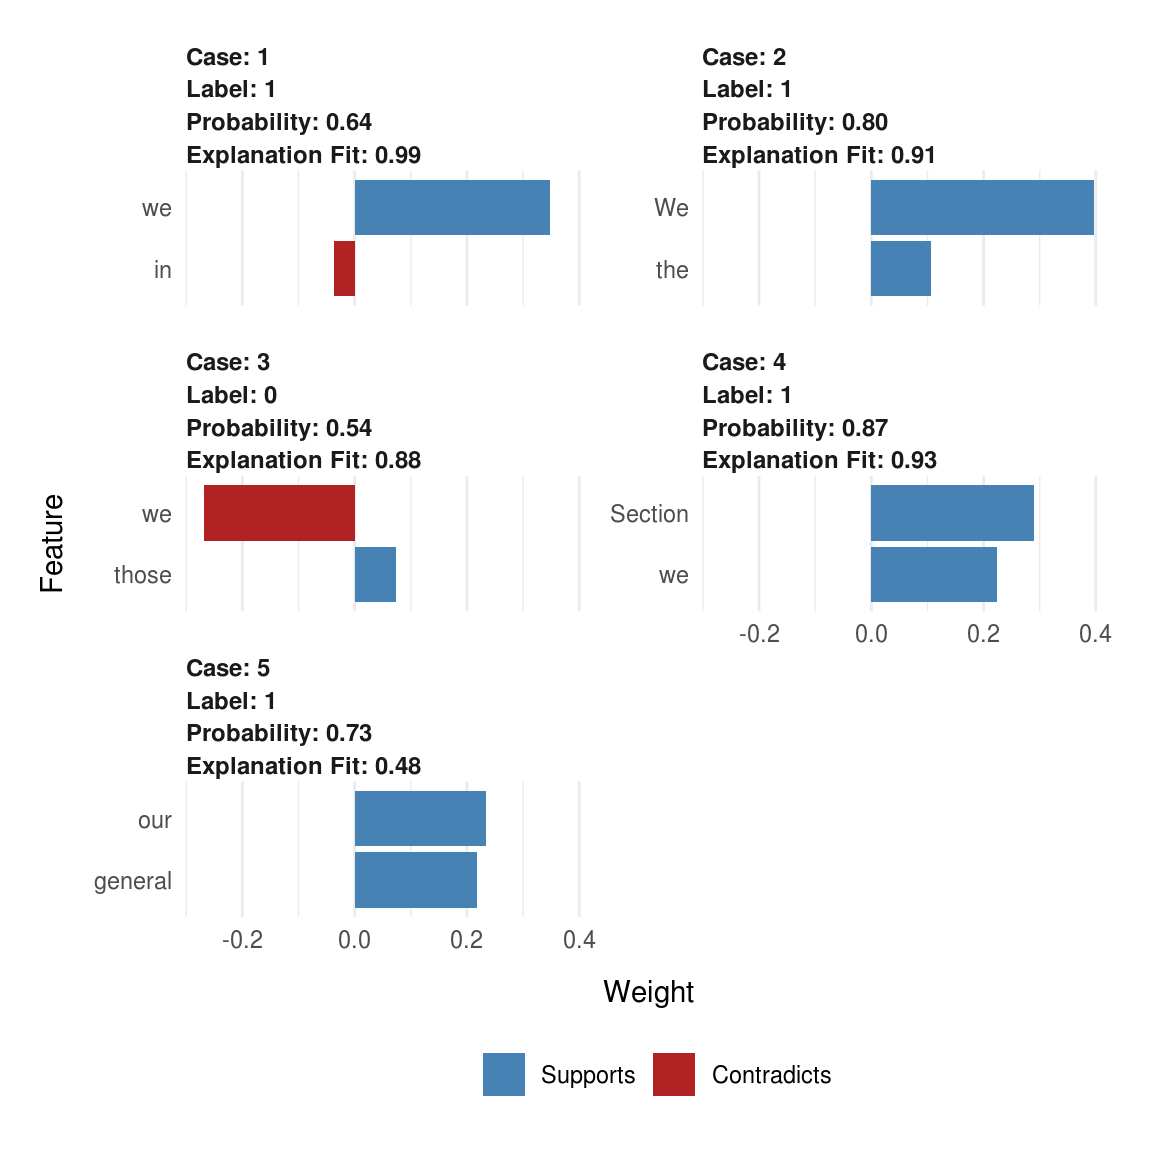 Case: 1
Label: 1
Probability: 0.64
Explanation Fit: 0.99
we
in
Case: 2
Label: 1
Probability: 0.80
Explanation Fit: 0.91
We
the
Case: 3
Label: 0
Probability: 0.54
Explanation Fit: 0.88
we
those
Case: 4
Label: 1
Probability: 0.87
Explanation Fit: 0.93
Section
we
-0.2 0.0 0.2 0.4
Case: 5
Label: 1
Probability: 0.73
Explanation Fit: 0.48
our
general
-0.2 0.0 0.2 0.4
Feature
Weight
Supports Contradicts